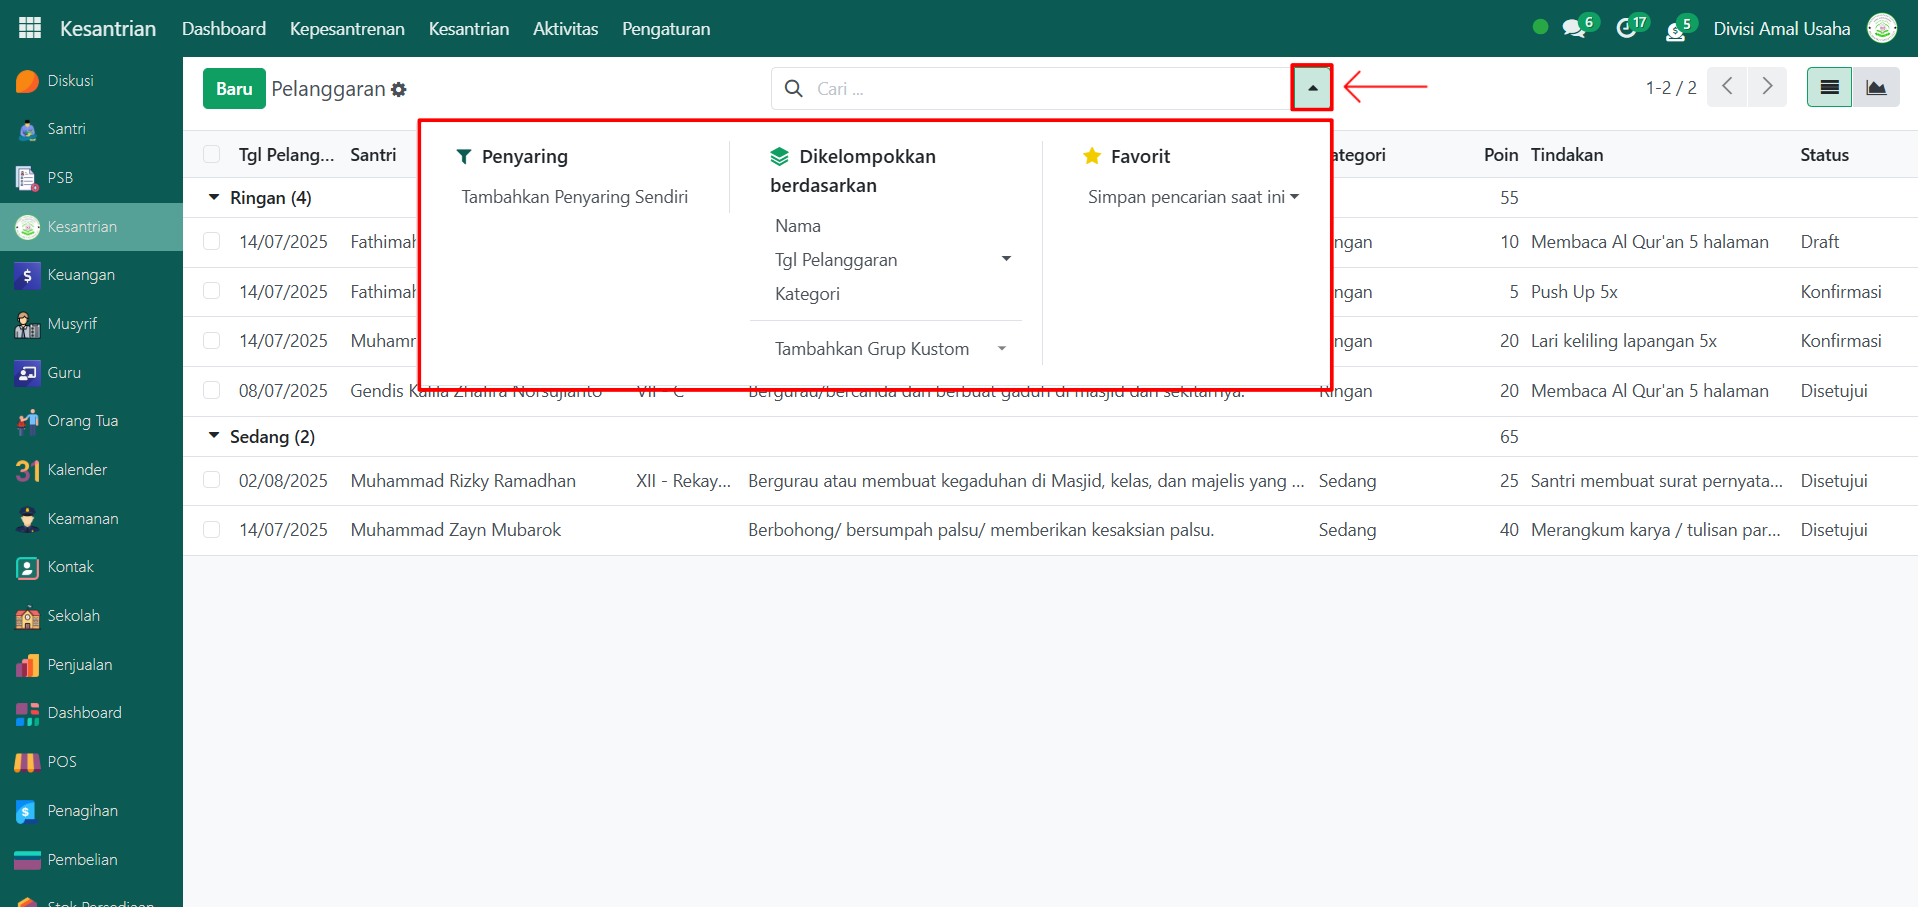 Kesantrian Dashboard Kepesantrenan Kesantrian Aktivitas Pengaturan 6 17 5 Divisi Amal Usaha
Diskusi
Santri
PSB
Kesantrian
Keuangan
Musyrif
Guru
Orang Tua
Kalender
Keamanan
Kontak
Sekolah
Penjualan
Dashboard
POS
Penagihan
Pembelian
Baru Pelanggaran Cari ... 1-2 / 2
Penyaring
Tambahkan Penyaring Sendiri
Dikelompokkan
berdasarkan
Nama
Tgl Pelanggaran
Kategori
Tambahkan Grup Kustom
Favorit
Simpan pencarian saat ini
Tgl Pelang... Santri ategori Poin Tindakan Status
Ringan (4) 55
14/07/2025 Fathimah ngan 10 Membaca Al Qur'an 5 halaman Draft
14/07/2025 Fathimah ngan 5 Push Up 5x Konfirmasi
14/07/2025 Muhamm ngan 20 Lari keliling lapangan 5x Konfirmasi
08/07/2025 Gendis Kalila Zhafira Norsujianto VII - C Bergurau/bercanda dan berbuat gaduh di masjid dan sekitarnya. Ringan 20 Membaca Al Qur'an 5 halaman Disetujui
Sedang (2) 65
02/08/2025 Muhammad Rizky Ramadhan XII - Rekay... Bergurau atau membuat kegaduhan di Masjid, kelas, dan majelis yang ... Sedang 25 Santri membuat surat pernyata... Disetujui
14/07/2025 Muhammad Zayn Mubarok Berbohong/ bersumpah palsu/ memberikan kesaksian palsu. Sedang 40 Merangkum karya / tulisan par... Disetujui